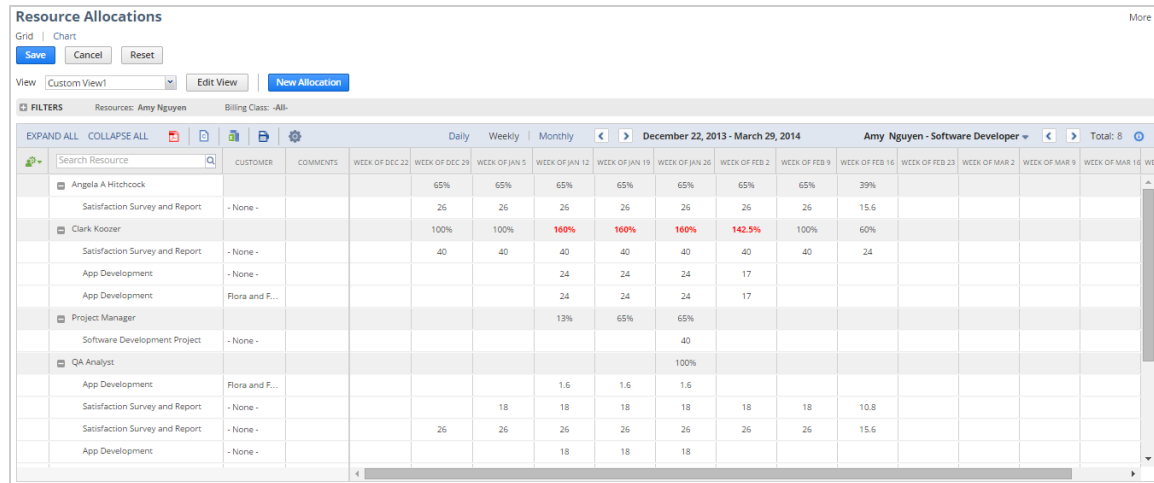 Resource Allocations More
Grid | Chart
Save Cancel Reset
View Custom View1 Edit View New Allocation
FILTERS Resources: Amy Nguyen Billing Class: -All-
EXPAND ALL COLLAPSE ALL Daily Weekly Monthly December 22, 2013 - March 29, 2014 Amy Nguyen - Software Developer Total: 8
Search Resource CUSTOMER COMMENTS WEEK OF DEC 22 WEEK OF DEC 29 WEEK OF JAN 5 WEEK OF JAN 12 WEEK OF JAN 19 WEEK OF JAN 26 WEEK OF FEB 2 WEEK OF FEB 9 WEEK OF FEB 16 WEEK OF FEB 23 WEEK OF MAR 2 WEEK OF MAR 9 WEEK OF MAR 16 WE
Angela A Hitchcock 65% 65% 65% 65% 65% 65% 65% 39%
Satisfaction Survey and Report - None - 26 26 26 26 26 26 26 15.6
Clark Koozer 100% 100% 160% 160% 160% 142.5% 100% 60%
Satisfaction Survey and Report - None - 40 40 40 40 40 40 40 24
App Development - None - 24 24 24 17
App Development Flora and F... 24 24 24 17
Project Manager 13% 65% 65%
Software Development Project - None - 40
QA Analyst 100%
App Development Flora and F... 1.6 1.6 1.6
Satisfaction Survey and Report - None - 18 18 18 18 18 18 10.8
Satisfaction Survey and Report - None - 26 26 26 26 26 26 26 15.6
App Development - None - 18 18 18